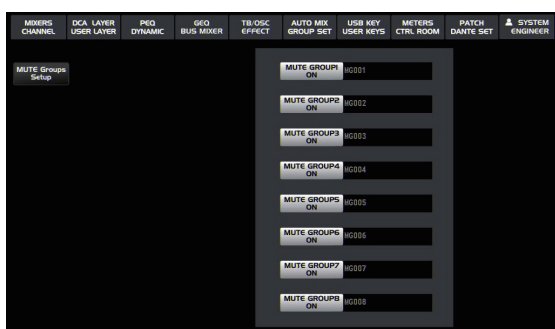 MIXERS DCA LAYER PEQ GEQ TB/OSC AUTO MIX USB KEY METERS PATCH SYSTEM
CHANNEL USER LAYER DYNAMIC BUS MIXER EFFECT GROUP SET USER KEYS CTRL ROOM DANTE SET ENGINEER
MUTE Groups
Setup
MUTE GROUP1
ON
MG001
MUTE GROUP2
ON
MG002
MUTE GROUP3
ON
MG003
MUTE GROUP4
ON
MG004
MUTE GROUP5
ON
MG005
MUTE GROUP6
ON
MG006
MUTE GROUP7
ON
MG007
MUTE GROUP8
ON
MG008